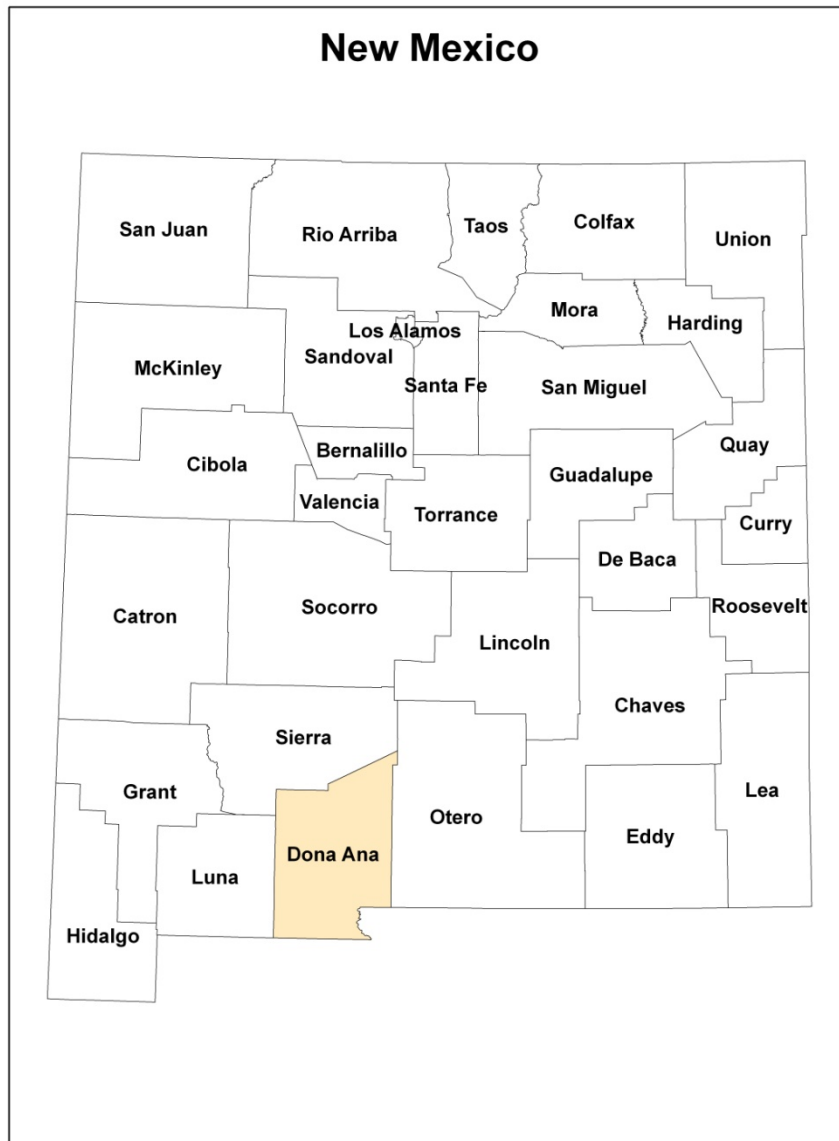 New Mexico
San Juan
Rio Arriba
Taos
Colfax
Union
Mora
Harding
Los Alamos
McKinley
Sandoval
Santa Fe
San Miguel
Bernalillo
Quay
Cibola
Guadalupe
Valencia
Torrance
Curry
De Baca
Socorro
Roosevelt
Catron
Lincoln
Chaves
Sierra
Grant
Lea
Otero
Eddy
Dona Ana
Luna
Hidalgo